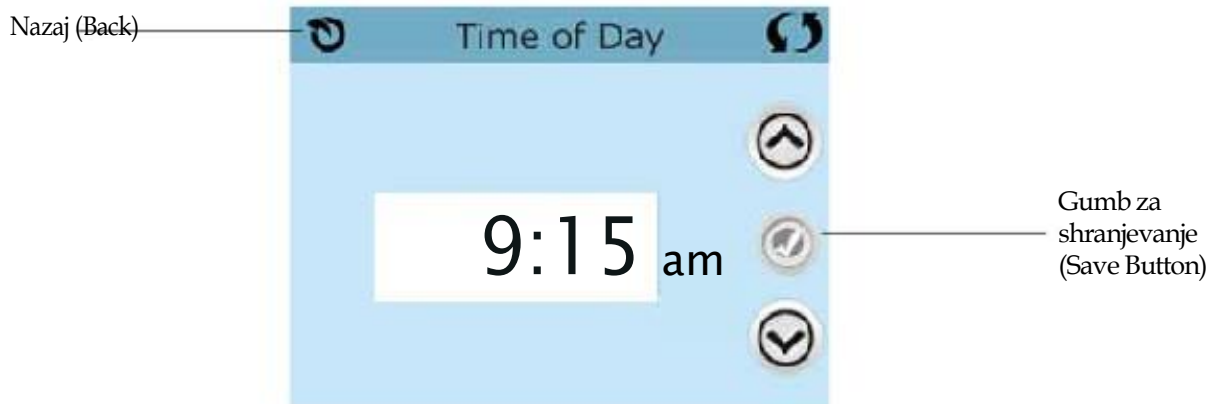 Nazaj (Back)
Time of Day
9:15 am
Gumb za
shranjevanje
(Save Button)